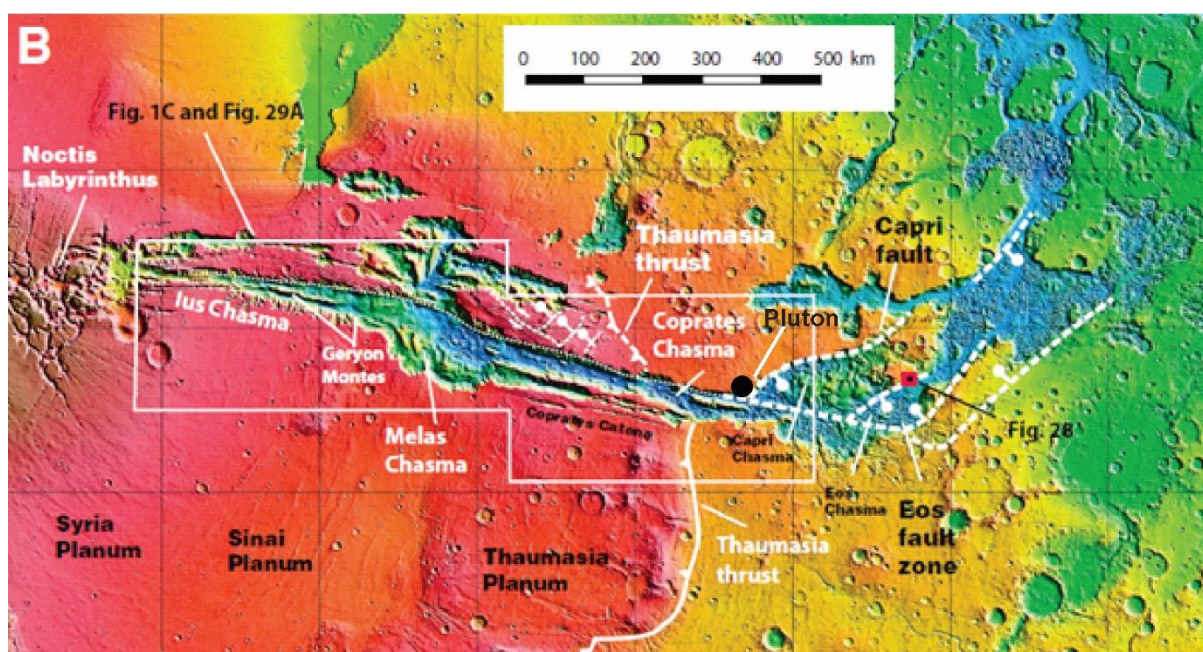 B
0 100 200 300 400 500 km
Fig. 1C and Fig. 29A
Noctis
Labyrinthus
Thaumasia
thrust
Capri
fault
Ius Chasma
Coprates
Chasma
Pluton
Geryon
Montes
Melas
Chasma
Coprates Catena
Capri
Chasma
Fig. 28
Eos
Chasma
Eos
fault
zone
Syria
Planum
Sinai
Planum
Thaumasia
Planum
Thaumasia
thrust